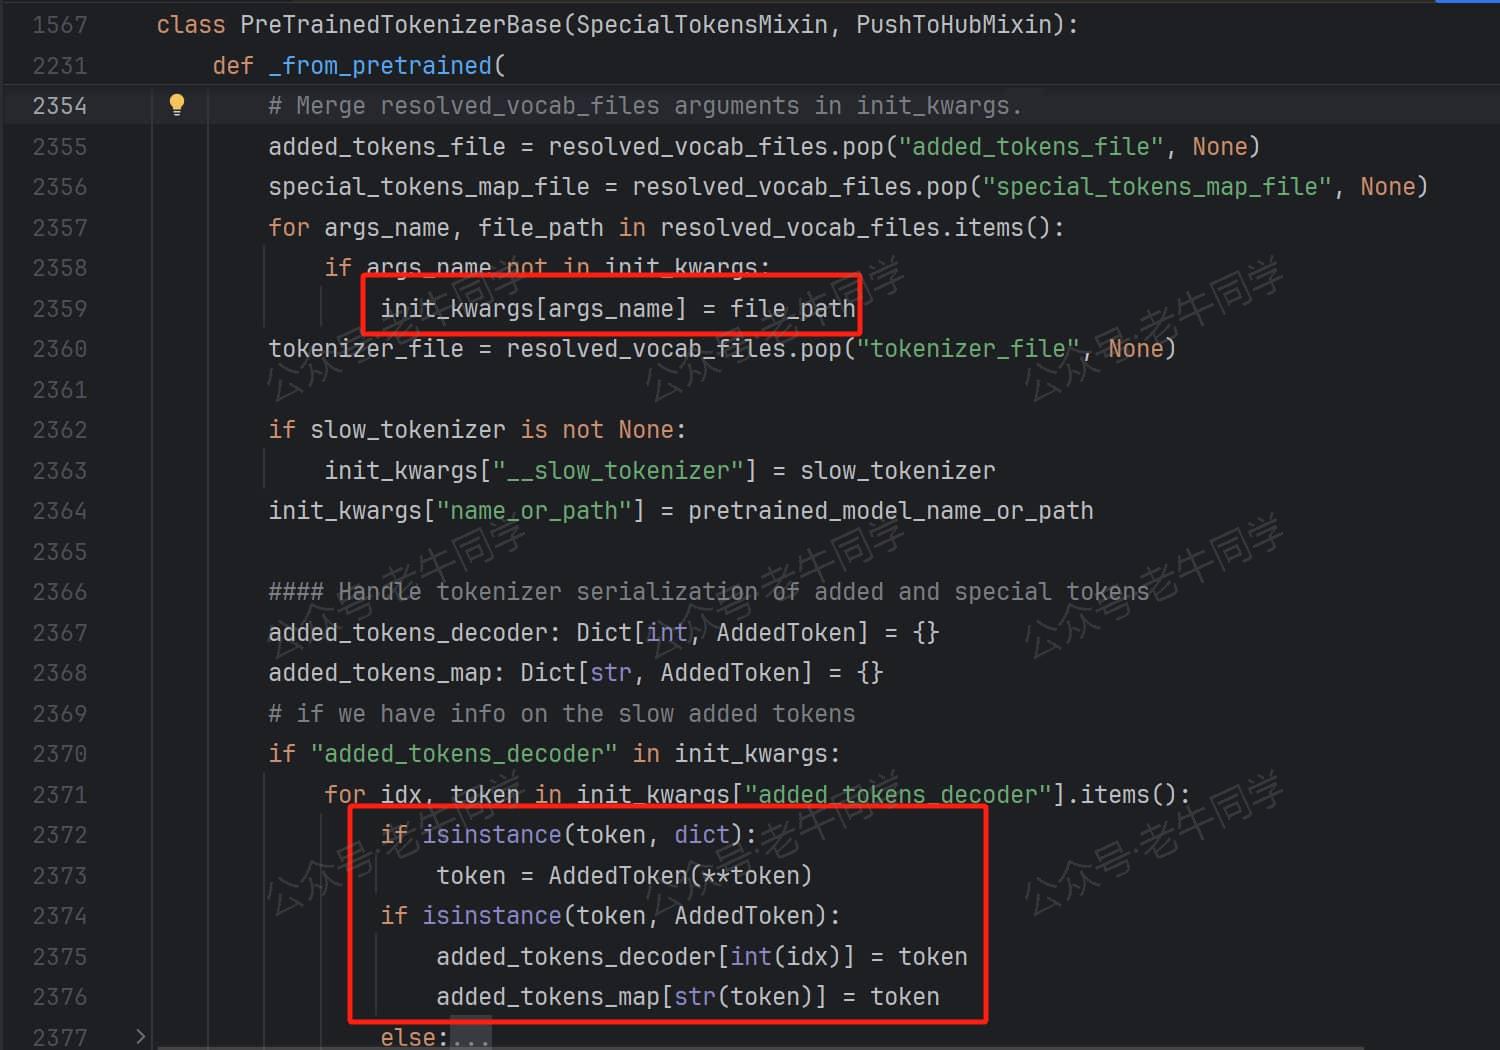 1567 class PreTrainedTokenizerBase(SpecialTokensMixin, PushToHubMixin):
2231     def _from_pretrained(
2354         # Merge resolved_vocab_files arguments in init_kwargs.
2355         added_tokens_file = resolved_vocab_files.pop("added_tokens_file", None)
2356         special_tokens_map_file = resolved_vocab_files.pop("special_tokens_map_file", None)
2357         for args_name, file_path in resolved_vocab_files.items():
2358             if args_name not in init_kwargs:
2359                 init_kwargs[args_name] = file_path
2360         tokenizer_file = resolved_vocab_files.pop("tokenizer_file", None)
2361
2362         if slow_tokenizer is not None:
2363             init_kwargs["__slow_tokenizer"] = slow_tokenizer
2364         init_kwargs["name_or_path"] = pretrained_model_name_or_path
2365
2366         #### Handle tokenizer serialization of added and special tokens
2367         added_tokens_decoder: Dict[int, AddedToken] = {}
2368         added_tokens_map: Dict[str, AddedToken] = {}
2369         # if we have info on the slow added tokens
2370         if "added_tokens_decoder" in init_kwargs:
2371             for idx, token in init_kwargs["added_tokens_decoder"].items():
2372                 if isinstance(token, dict):
2373                     token = AddedToken(**token)
2374                 if isinstance(token, AddedToken):
2375                     added_tokens_decoder[int(idx)] = token
2376                     added_tokens_map[str(token)] = token
2377                 else:...
公众号·老牛同学
公众号·老牛同学
公众号·老牛同学
公众号·老牛同学
公众号·老牛同学
公众号·老牛同学
公众号·老牛同学
公众号·老牛同学
公众号·老牛同学